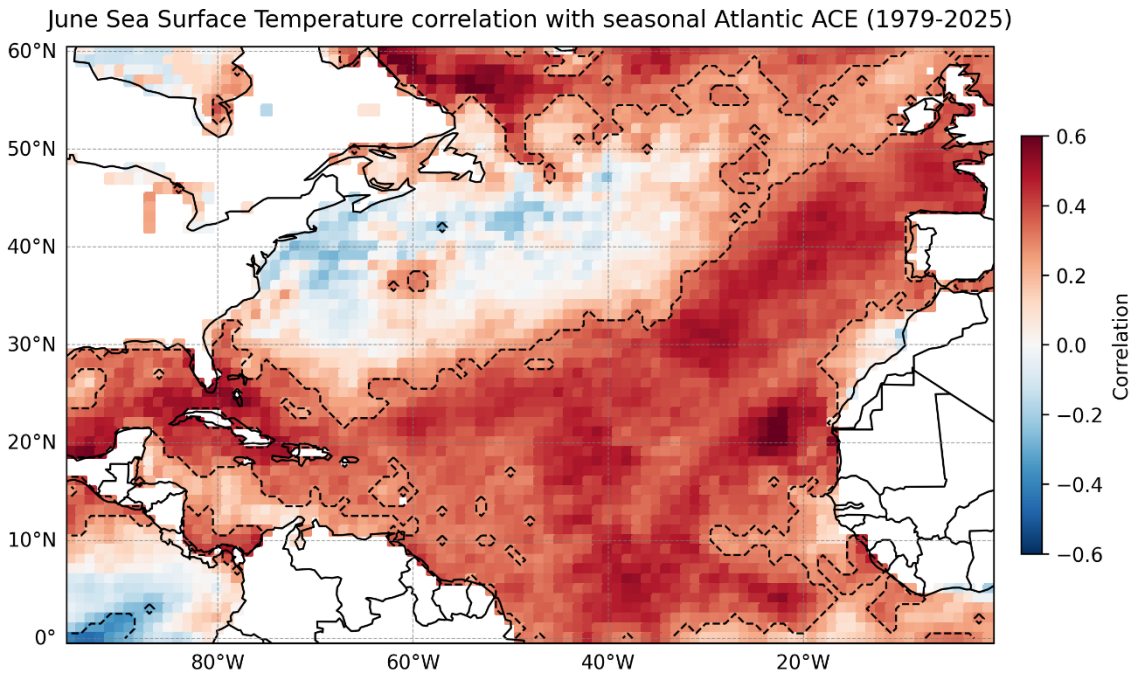 June Sea Surface Temperature correlation with seasonal Atlantic ACE (1979-2025)
60°N
50°N
40°N
30°N
20°N
10°N
0°
80°W
60°W
40°W
20°W
0.6
0.4
0.2
0.0
−0.2
−0.4
−0.6
Correlation